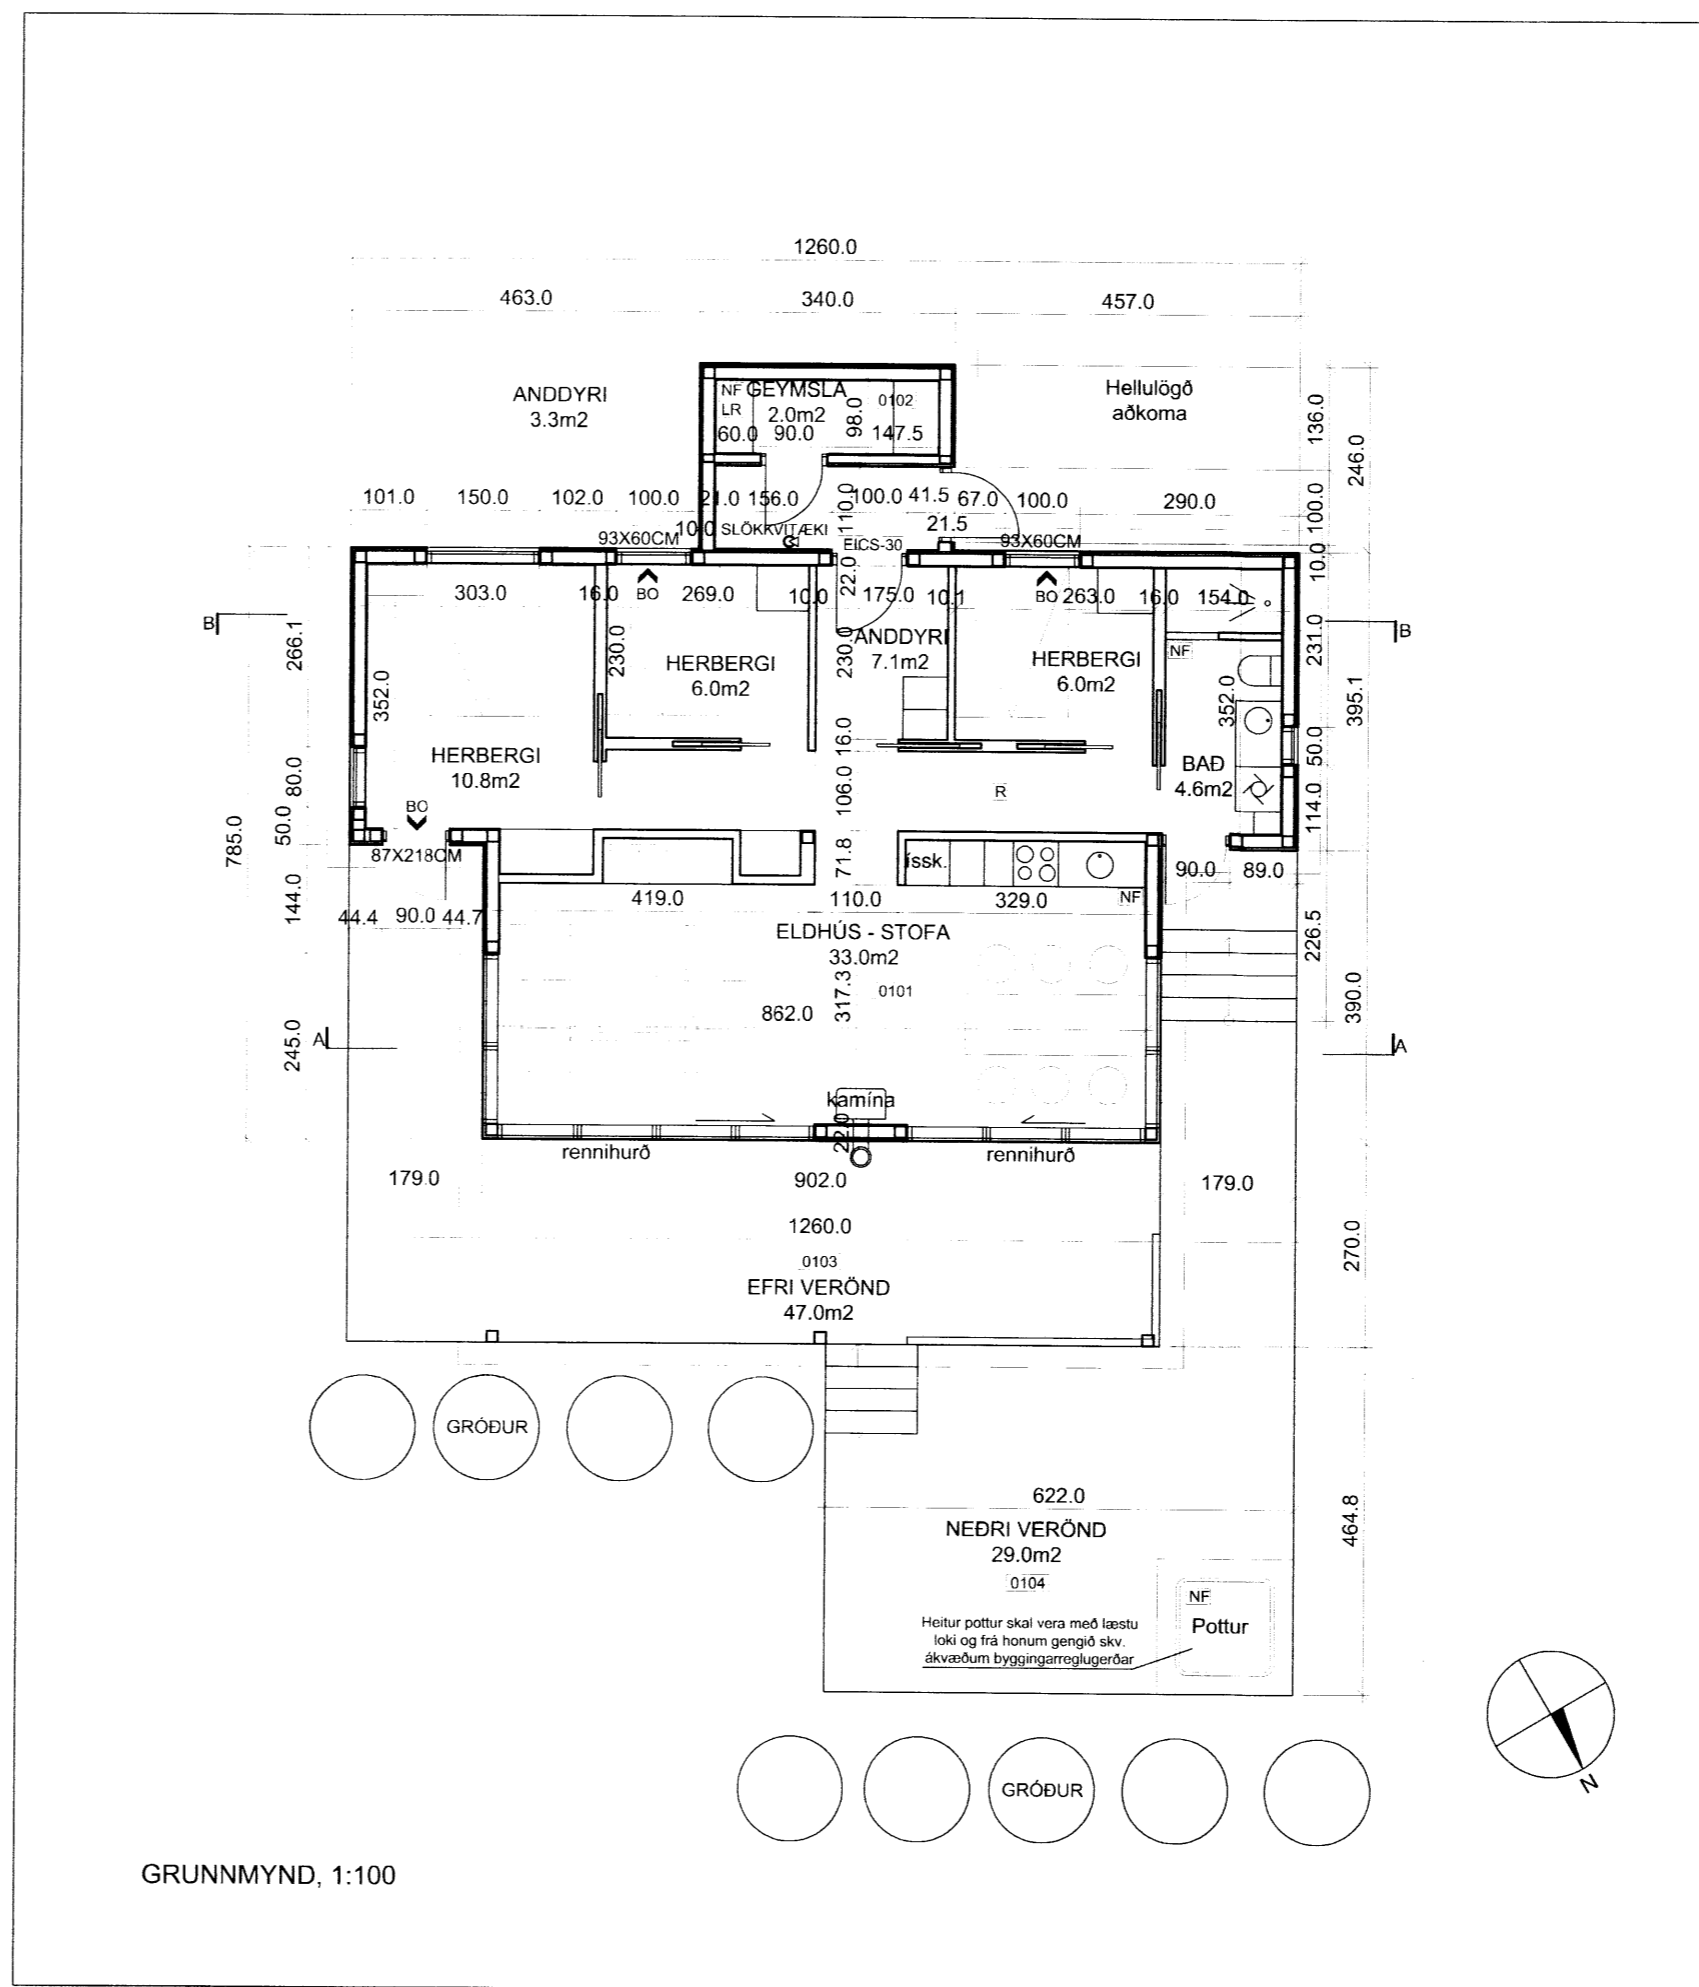 1260.0
463.0
340.0
457.0
ANDDYRI
3.3m2
NF
GEYMSLA
0102
LR
2.0m2
98.0
60.0
90.0
147.5
Hellulögð
aðkoma
136.0
246.0
101.0
150.0
102.0
100.0
21.0
156.0
110.0
100.0
41.5
67.0
100.0
290.0
100.0
10.0
SLÖKKVITÆKI
21.5
93X60CM
EICS-30
93X60CM
10.0
22.0
303.0
16.0
BO
269.0
10.0
175.0
10.1
BO
263.0
16.0
154.0
B
B
266.1
230.0
HERBERGI
6.0m2
230.0
ANDDYRI
7.1m2
HERBERGI
6.0m2
NF
231.0
352.0
352.0
395.1
HERBERGI
10.8m2
16.0
BAÐ
4.6m2
50.0
80.0
106.0
R
114.0
BO
50.0
785.0
87X218CM
71.8
íssk.
90.0
89.0
144.0
44.4
90.0
44.7
419.0
110.0
329.0
NF
226.5
ELDHÚS - STOFA
33.0m2
317.3
0101
862.0
390.0
245.0
A
A
kamína
22.0
rennihurð
rennihurð
179.0
902.0
179.0
1260.0
270.0
0103
EFRI VERÖND
47.0m2
GRÓÐUR
622.0
464.8
NEÐRI VERÖND
29.0m2
0104
NF
Pottur
Heitur pottur skal vera með læstu
loki og frá honum gengið skv.
ákvæðum byggingarreglugerðar
N
GRÓÐUR
GRUNNMYND, 1:100